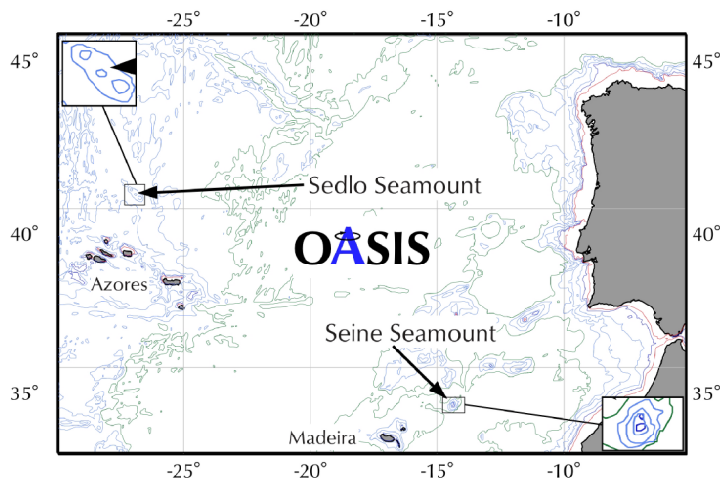 -25° -20° -15° -10°
45° 45°
Sedlo Seamount
40° 40°
OASIS
Azores
Seine Seamount
35° 35°
Madeira
-25° -20° -15° -10°